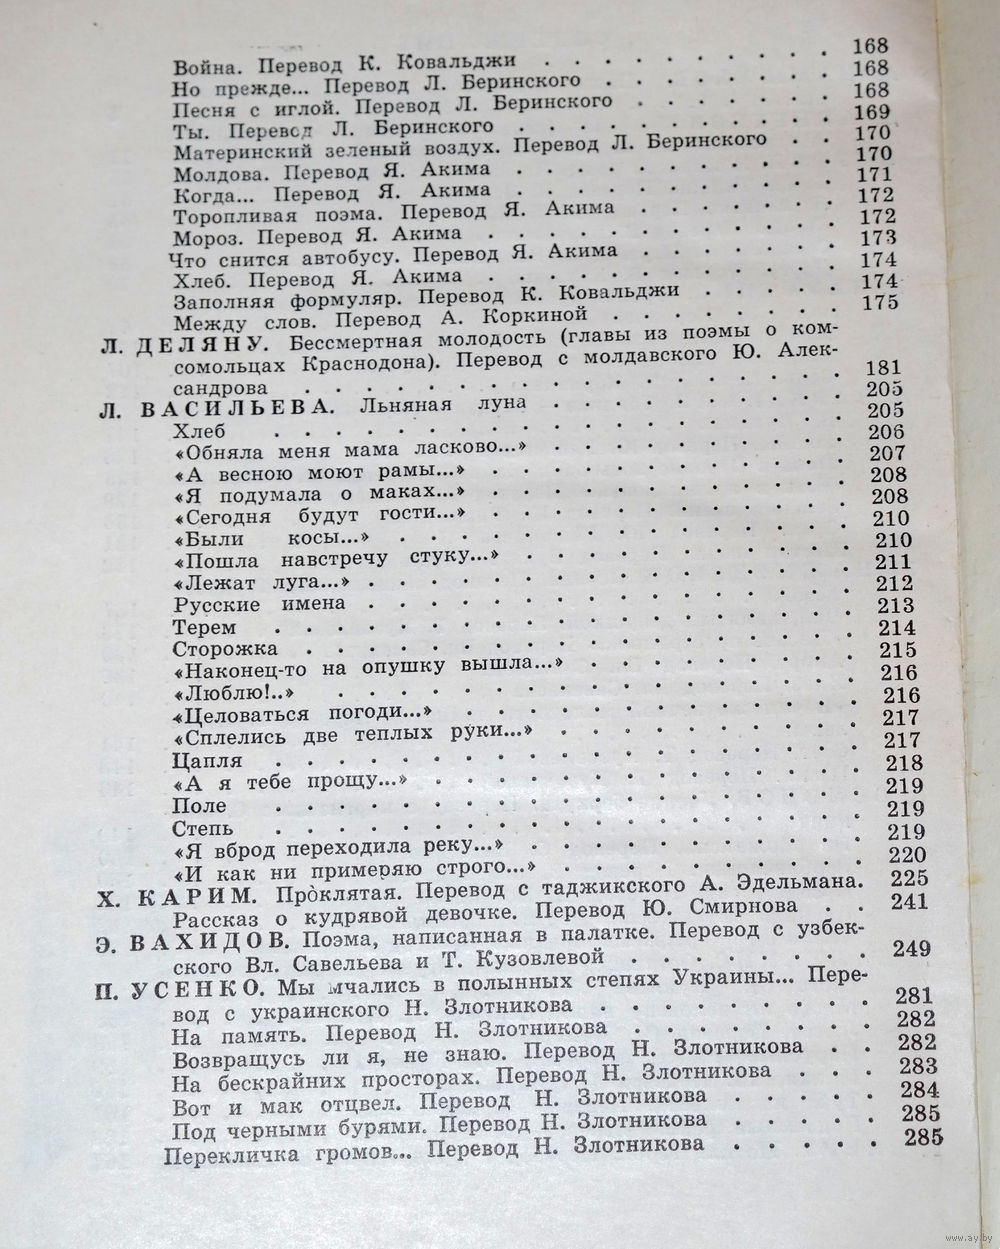 Война. Перевод К. Ковальджи . . . . . . . . . 168
Но прежде... Перевод Л. Беринского . . . . . . . 168
Песня с иглой. Перевод Л. Беринского . . . . . . 168
Ты. Перевод Л. Беринского . . . . . . . . . . 169
Материнский зеленый воздух. Перевод Л. Беринского . . 170
Молдова. Перевод Я. Акима . . . . . . . . . . 170
Когда... Перевод Я. Акима . . . . . . . . . . 171
Торопливая поэма. Перевод Я. Акима . . . . . . 172
Мороз. Перевод Я. Акима . . . . . . . . . . . 172
Что снится автобусу. Перевод Я. Акима . . . . . . 173
Хлеб. Перевод Я. Акима . . . . . . . . . . . 174
Заполняя формуляр. Перевод К. Ковальджи . . . . . 174
Между слов. Перевод А. Коркиной . . . . . . . 175
Л. ДЕЛЯНУ. Бессмертная молодость (главы из поэмы о ком-
сомольцах Краснодона). Перевод с молдавского Ю. Алек-
сандрова . . . . . . . . . . . . . . . . 181
Л. ВАСИЛЬЕВА. Льняная луна . . . . . . . . . 205
Хлеб . . . . . . . . . . . . . . . . . . 205
«Обняла меня мама ласково...» . . . . . . . . . 206
«А весною моют рамы...» . . . . . . . . . . . 207
«Я подумала о маках...» . . . . . . . . . . . 208
«Сегодня будут гости...» . . . . . . . . . . . 208
«Были косы...» . . . . . . . . . . . . . . 210
«Пошла навстречу стуку...» . . . . . . . . . . 210
«Лежат луга...» . . . . . . . . . . . . . . . 211
Русские имена . . . . . . . . . . . . . . . 212
Терем . . . . . . . . . . . . . . . . . . 213
Сторожка . . . . . . . . . . . . . . . . . 214
«Наконец-то на опушку вышла...» . . . . . . . . 215
«Люблю!..» . . . . . . . . . . . . . . . . 216
«Целоваться погоди...» . . . . . . . . . . . . 216
«Сплелись две теплых руки...» . . . . . . . . . 217
Цапля . . . . . . . . . . . . . . . . . . 217
«А я тебе прощу...» . . . . . . . . . . . . . 218
Поле . . . . . . . . . . . . . . . . . . 219
Степь . . . . . . . . . . . . . . . . . . 219
«Я вброд переходила реку...» . . . . . . . . . . 219
«И как ни примеряю строго...» . . . . . . . . . 220
Х. КАРИМ. Проклятая. Перевод с таджикского А. Эдельмана. 225
Рассказ о кудрявой девочке. Перевод Ю. Смирнова . . 241
Э. ВАХИДОВ. Поэма, написанная в палатке. Перевод с узбек-
ского Вл. Савельева и Т. Кузовлевой . . . . . . . 249
П. УСЕНКО. Мы мчались в полынных степях Украины... Пере-
вод с украинского Н. Злотникова . . . . . . . . 281
На память. Перевод Н. Злотникова . . . . . . . . 282
Возвращусь ли я, не знаю. Перевод Н. Злотникова . . 282
На бескрайних просторах. Перевод Н. Злотникова . . . 283
Вот и мак отцвел. Перевод Н. Злотникова . . . . . 284
Под черными бурями. Перевод Н. Злотникова . . . . . 285
Перекличка громов... Перевод Н. Злотникова . . . . . 285
www.ay.by